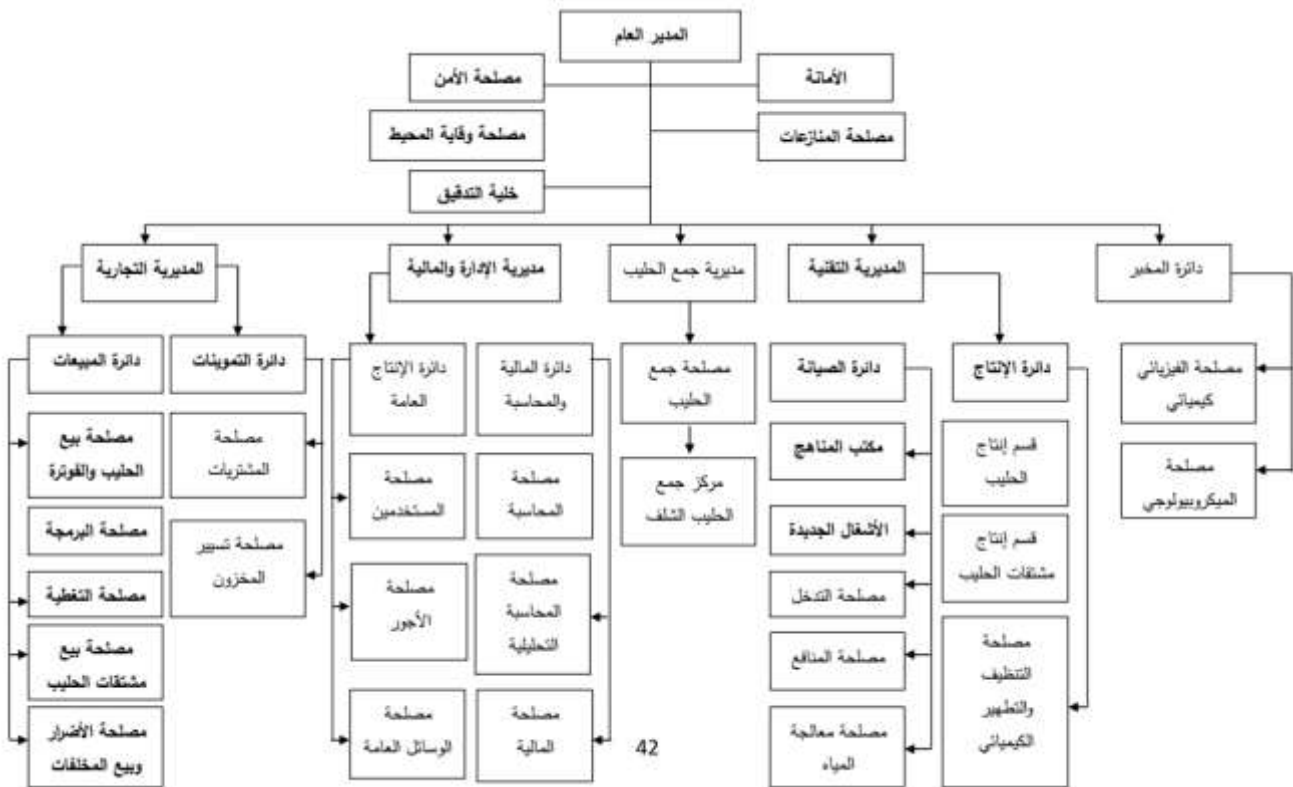 المدير العام
الأمانة
مصلحة الأمن
مصلحة المنازعات
مصلحة وقاية المحيط
خلية التدقيق
دائرة المخبر
المديرية التقنية
مديرية جمع الحليب
مديرية الإدارة والمالية
المديرية التجارية
مصلحة الفيزيائي
كيميائي
مصلحة
الميكروبيولوجي
دائرة الإنتاج
قسم إنتاج
الحليب
قسم إنتاج
مشتقات الحليب
مصلحة
التنظيف
والتطهير
الكيميائي
دائرة الصيانة
مكتب المناهج
الأشغال الجديدة
مصلحة التدخل
مصلحة المنافع
مصلحة معالجة
المياه
مصلحة جمع
الحليب
مركز جمع
الحليب الشلف
دائرة المالية
والمحاسبة
مصلحة
المحاسبة
مصلحة
المحاسبة
التحليلية
مصلحة
المالية
دائرة الإنتاج
العامة
مصلحة
المستخدمين
مصلحة
الأجور
مصلحة
الوسائل العامة
دائرة التموينات
مصلحة
المشتريات
مصلحة تسيير
المخزون
دائرة المبيعات
مصلحة بيع
الحليب والفوترة
مصلحة البرمجة
مصلحة التغطية
مصلحة بيع
مشتقات الحليب
مصلحة الأضرار
وبيع المخلفات
42